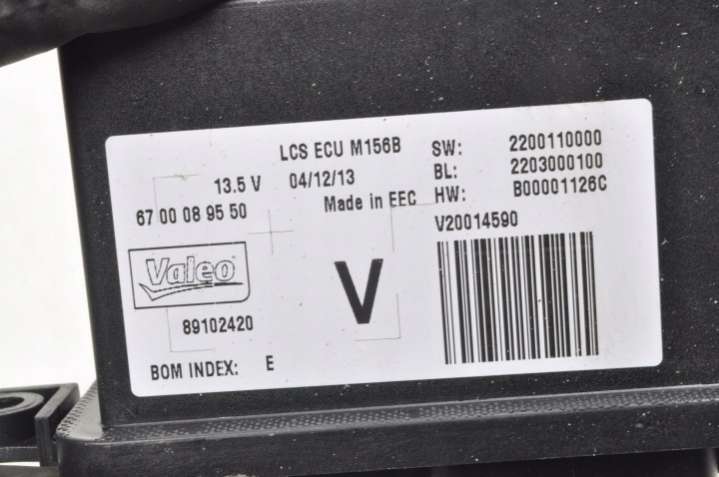 LCS ECU M156B
13.5 V 04/12/13
67 00 08 95 50 Made in EEC
SW: 2200110000
BL: 2203000100
HW: B00001126C
V20014590
Valeo
V
89102420
BOM INDEX: E